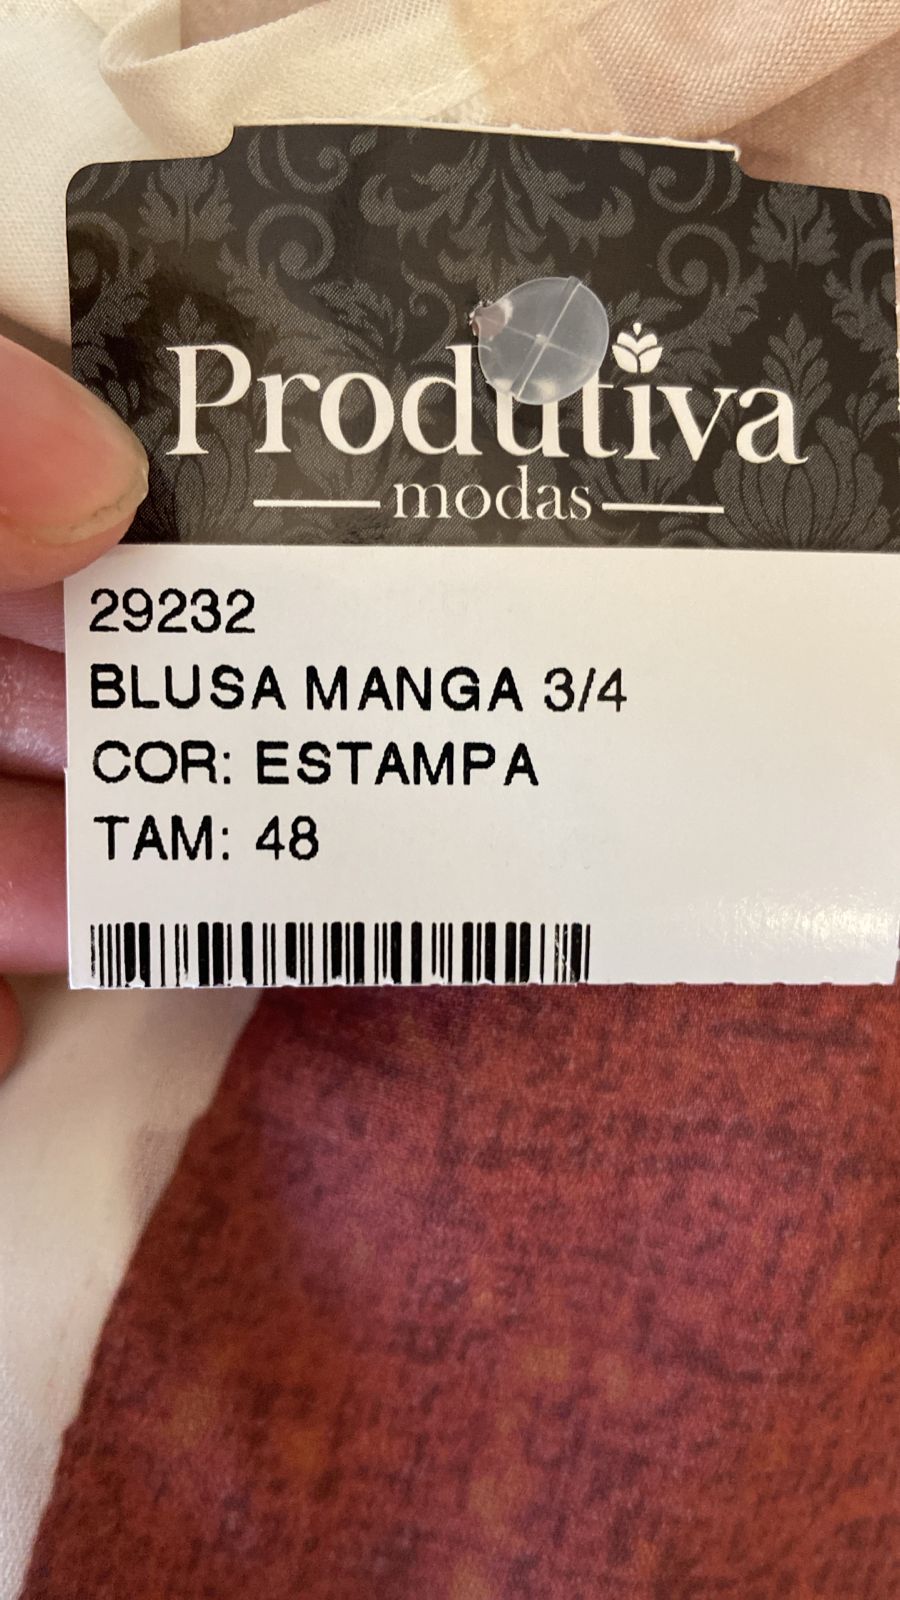 Produtiva
modas
29232
BLUSA MANGA 3/4
COR: ESTAMPA
TAM: 48